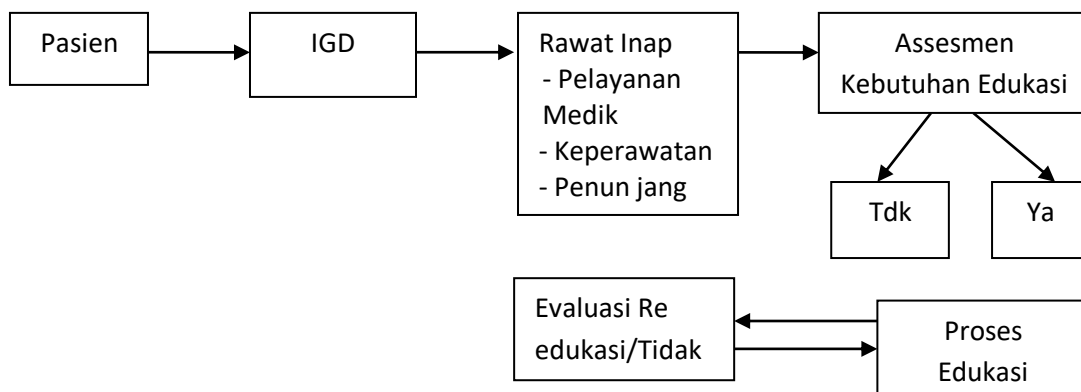 Pasien
IGD
Rawat Inap
- Pelayanan
Medik
- Keperawatan
- Penun jang
Assesmen
Kebutuhan Edukasi
Tdk
Ya
Evaluasi Re
edukasi/Tidak
Proses
Edukasi